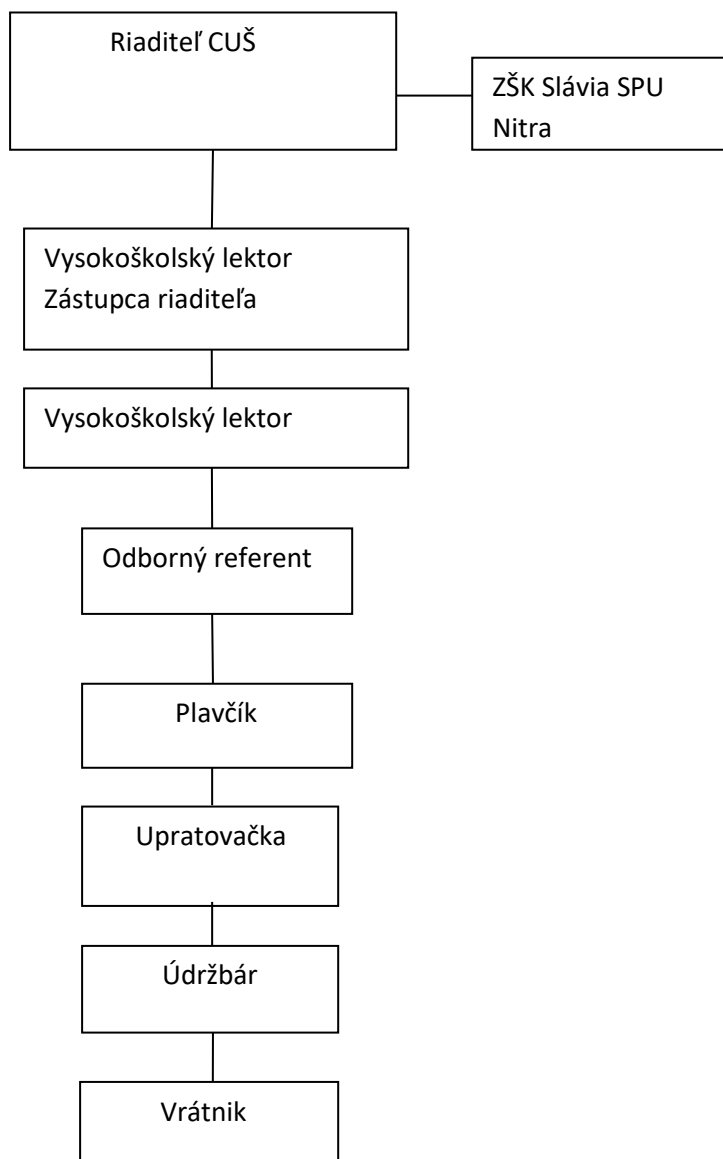 Riaditeľ CUŠ
ZŠK Slávia SPU
Nitra
Vysokoškolský lektor
Zástupca riaditeľa
Vysokoškolský lektor
Odborný referent
Plavčík
Upratovačka
Údržbár
Vrátnik